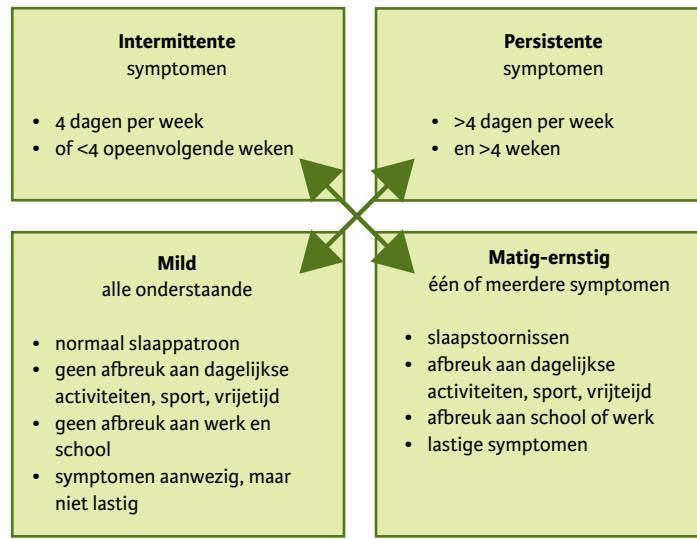 Intermittente
symptomen
• 4 dagen per week
• of <4 opeenvolgende weken
Persistente
symptomen
• >4 dagen per week
• en >4 weken
Mild
alle onderstaande
• normaal slaappatroon
• geen afbreuk aan dagelijkse
activiteiten, sport, vrijetijd
• geen afbreuk aan werk en
school
• symptomen aanwezig, maar
niet lastig
Matig-ernstig
één of meerdere symptomen
• slaapstoornissen
• afbreuk aan dagelijkse
activiteiten, sport, vrijteijd
• afbreuk aan school of werk
• lastige symptomen